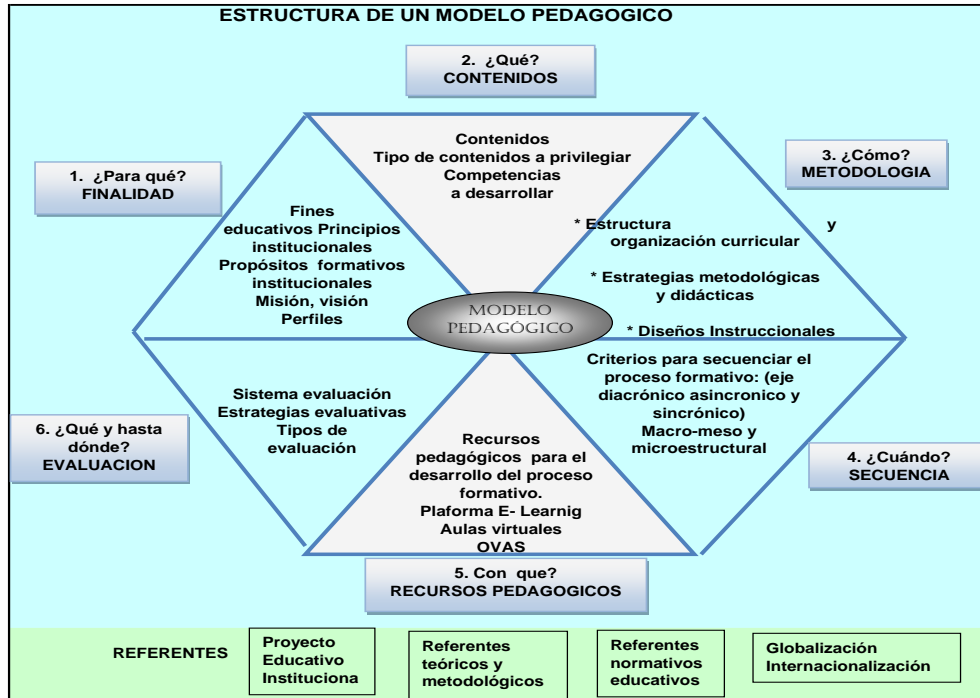 ESTRUCTURA DE UN MODELO PEDAGOGICO
1. ¿Para qué?
FINALIDAD
Fines
educativos Principios
institucionales
Propósitos formativos
institucionales
Misión, visión
Perfiles
2. ¿Qué?
CONTENIDOS
Contenidos
Tipo de contenidos a privilegiar
Competencias
a desarrollar
3. ¿Cómo?
METODOLOGIA
* Estructura y
organización curricular
* Estrategias metodológicas
y didácticas
* Diseños Instruccionales
MODELO
PEDAGÓGICO
Criterios para secuenciar el
proceso formativo: (eje
diacrónico asincronico y
sincrónico)
Macro-meso y
microestructural
4. ¿Cuándo?
SECUENCIA
Recursos
pedagógicos para el
desarrollo del proceso
formativo.
Plaforma E- Learnig
Aulas virtuales
OVAS
5. Con que?
RECURSOS PEDAGOGICOS
Sistema evaluación
Estrategias evaluativas
Tipos de
evaluación
6. ¿Qué y hasta
dónde?
EVALUACION
REFERENTES
Proyecto
Educativo
Instituciona
Referentes
teóricos y
metodológicos
Referentes
normativos
educativos
Globalización
Internacionalización